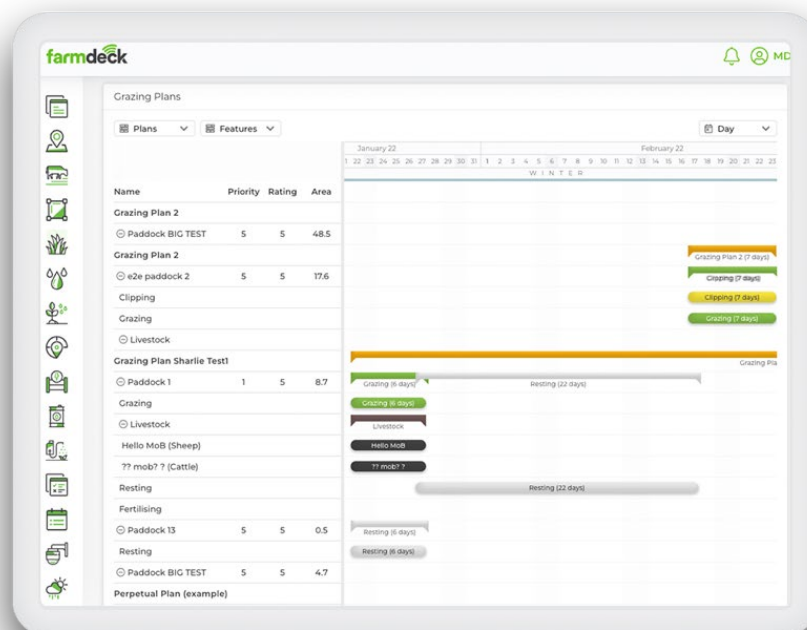 farmdeck
MD
Grazing Plans
Plans
Features
Day
January 22
February 22
1 22 23 24 25 26 27 28 29 30 31 1 2 3 4 5 6 7 8 9 10 11 12 13 14 15 16 17 18 19 20 21 22 23
WINTER
Name Priority Rating Area
Grazing Plan 2
Paddock BIG TEST 5 5 48.5
Grazing Plan 2
Grazing Plan 2 (7 days)
e2e paddock 2 5 5 17.6
Grazing (7 days)
Clipping
Clipping (7 days)
Grazing
Grazing (7 days)
Livestock
Grazing Plan Sharlie Test1
Grazing Pla
Paddock 1 1 5 8.7
Grazing (6 days)
Resting (22 days)
Grazing
Grazing (6 days)
Livestock
Livestock
Hello MoB (Sheep)
Hello MoB
?? mob? ? (Cattle)
?? mob? ?
Resting
Resting (22 days)
Fertilising
Paddock 13 5 5 0.5
Resting (6 days)
Resting
Resting (6 days)
Paddock BIG TEST 5 5 4.7
Perpetual Plan (example)